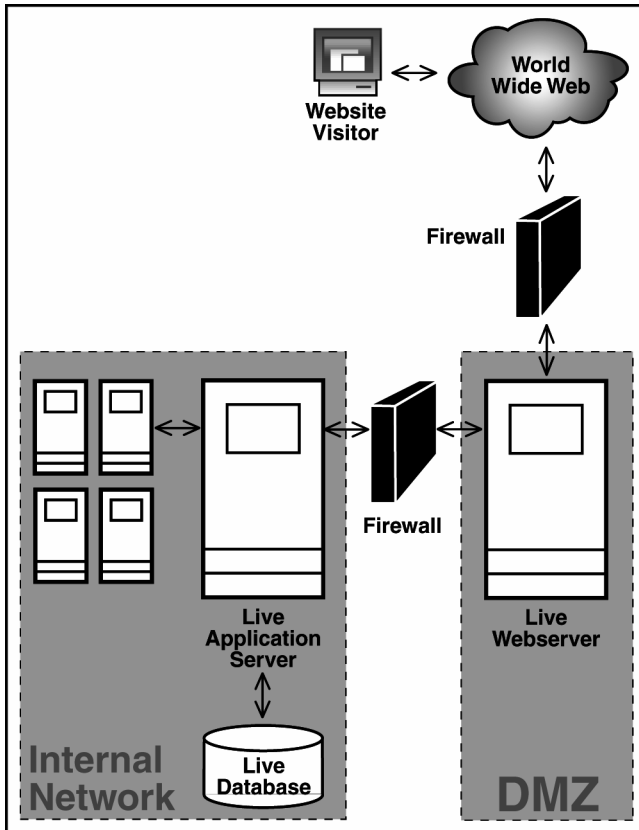 World
Wide Web
Website
Visitor
Firewall
Firewall
Live
Application
Server
Live
Webserver
Live
Database
Internal
Network
DMZ